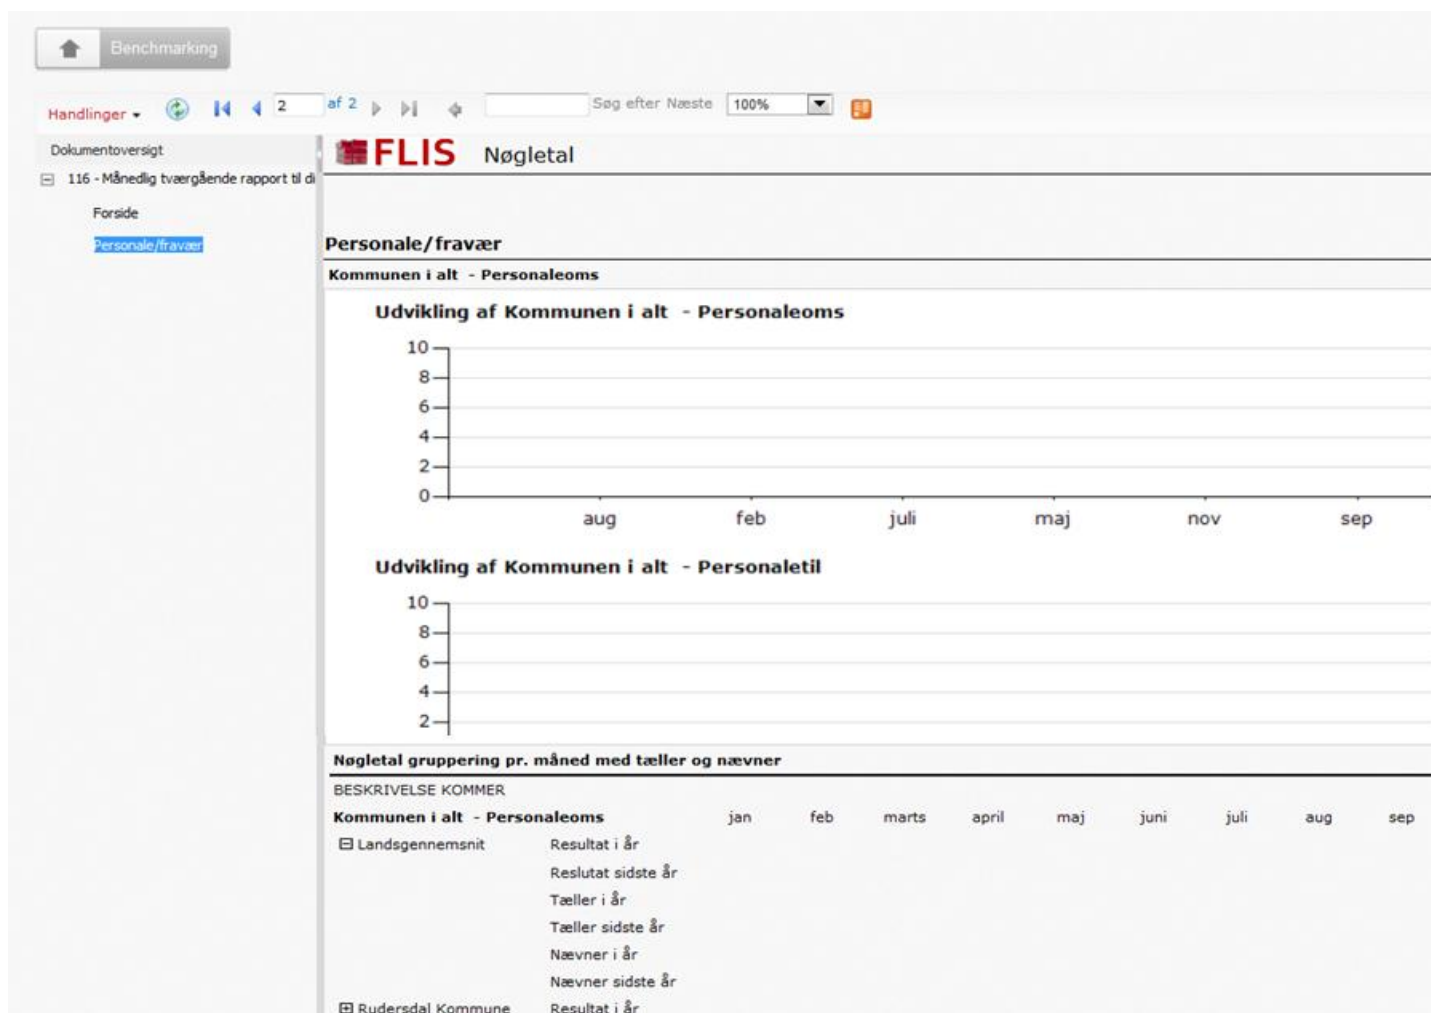 Benchmarking
Handlinger
2
af 2
Søg efter Næste
100%
Dokumentoversigt
116 - Månedlig tværgående rapport til di
Forside
Personale/fravær
FLIS Nøgletal
Personale/fravær
Kommunen i alt - Personaleoms
Udvikling af Kommunen i alt - Personaleoms
10
8
6
4
2
0
aug feb juli maj nov sep
Udvikling af Kommunen i alt - Personaletil
10
8
6
4
2
Nøgletal gruppering pr. måned med tæller og nævner
BESKRIVELSE KOMMER
Kommunen i alt - Personaleoms jan feb marts april maj juni juli aug sep
Landsgennemsnit Resultat i år
Reslutat sidste år
Tæller i år
Tæller sidste år
Nævner i år
Nævner sidste år
Rudersdal Kommune Resultat i år